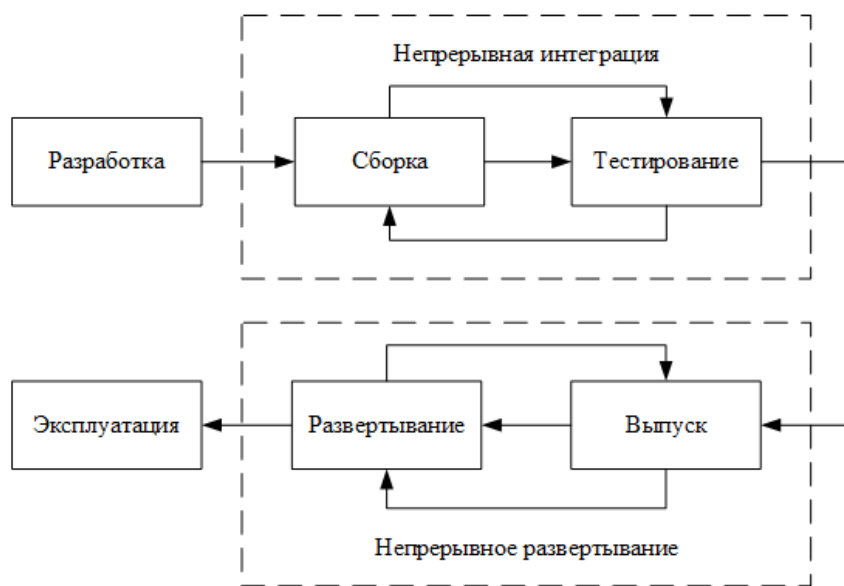 Непрерывная интеграция
Разработка
Сборка
Тестирование
Эксплуатация
Развертывание
Выпуск
Непрерывное развертывание